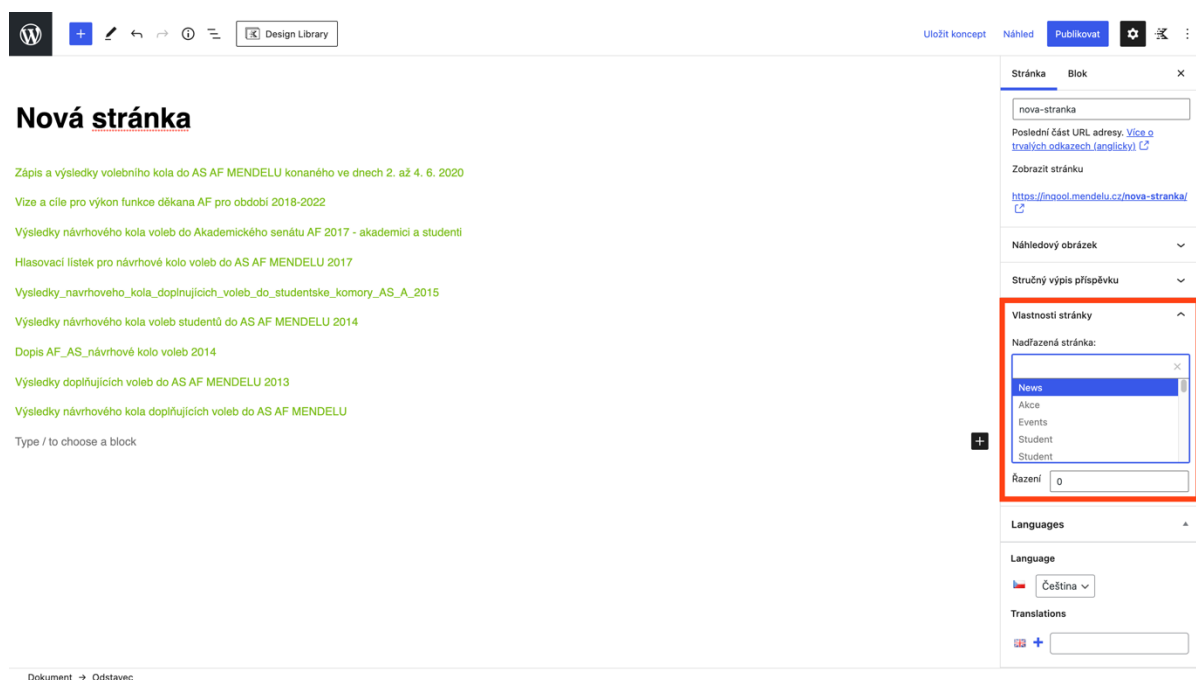 Design Library
Uložit koncept
Náhled
Publikovat
Stránka
Blok
nova-stranka
Poslední část URL adresy. Více o
trvalých odkazech (anglicky)
Zobrazit stránku
https://inqool.mendelu.cz/nova-stranka/
Náhledový obrázek
Stručný výpis příspěvku
Vlastnosti stránky
Nadřazená stránka:
News
Akce
Events
Student
Student
Řazení
0
Languages
Language
Čeština
Translations
Nová stránka
Zápis a výsledky volebního kola do AS AF MENDELU konaného ve dnech 2. až 4. 6. 2020
Vize a cíle pro výkon funkce děkana AF pro období 2018-2022
Výsledky návrhového kola voleb do Akademického senátu AF 2017 - akademici a studenti
Hlasovací lístek pro návrhové kolo voleb do AS AF MENDELU 2017
Vysledky_navrhoveho_kola_doplnujicich_voleb_do_studentske_komory_AS_A_2015
Výsledky návrhového kola voleb studentů do AS AF MENDELU 2014
Dopis AF_AS_návrhové kolo voleb 2014
Výsledky doplňujících voleb do AS AF MENDELU 2013
Výsledky návrhového kola doplňujících voleb do AS AF MENDELU
Type / to choose a block
Dokument → Odstavec